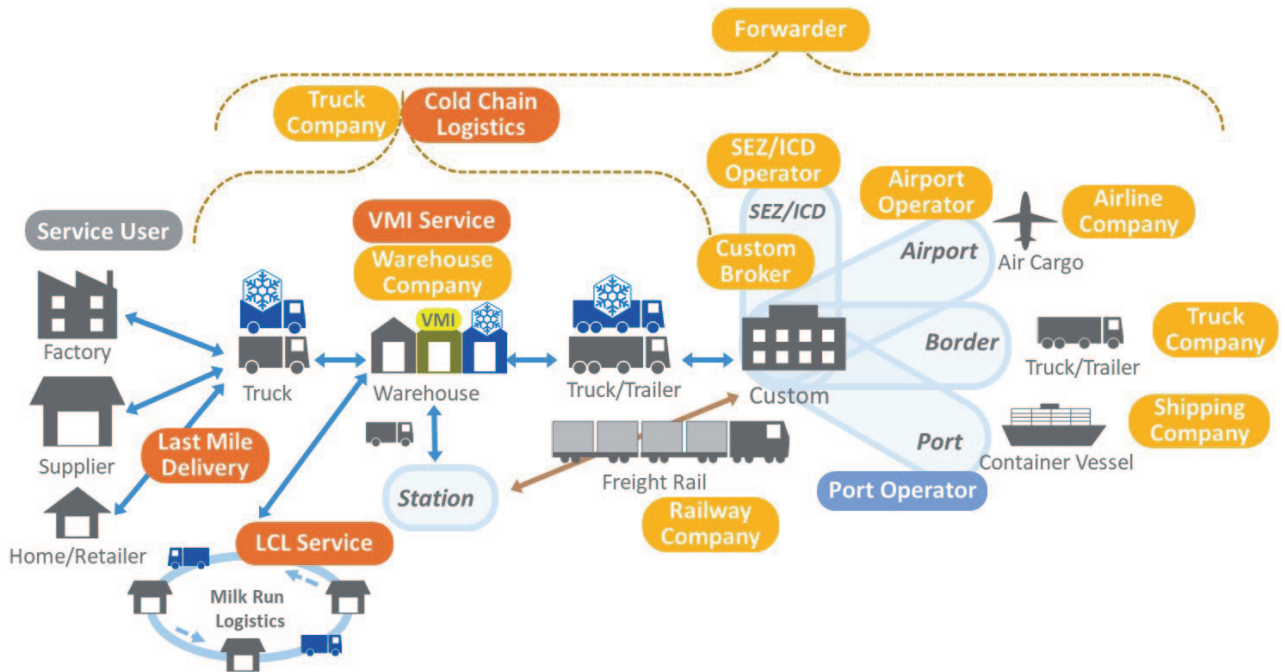 Forwarder
Truck
Company
Cold Chain
Logistics
SEZ/ICD
Operator
SEZ/ICD
Airport
Operator
Airline
Company
Airport
Air Cargo
Service User
VMI Service
Warehouse
Company
Custom
Broker
VMI
Factory
Truck
Warehouse
Truck/Trailer
Custom
Border
Truck/Trailer
Truck
Company
Supplier
Last Mile
Delivery
Station
Freight Rail
Railway
Company
Port
Container Vessel
Shipping
Company
Port Operator
Home/Retailer
LCL Service
Milk Run
Logistics